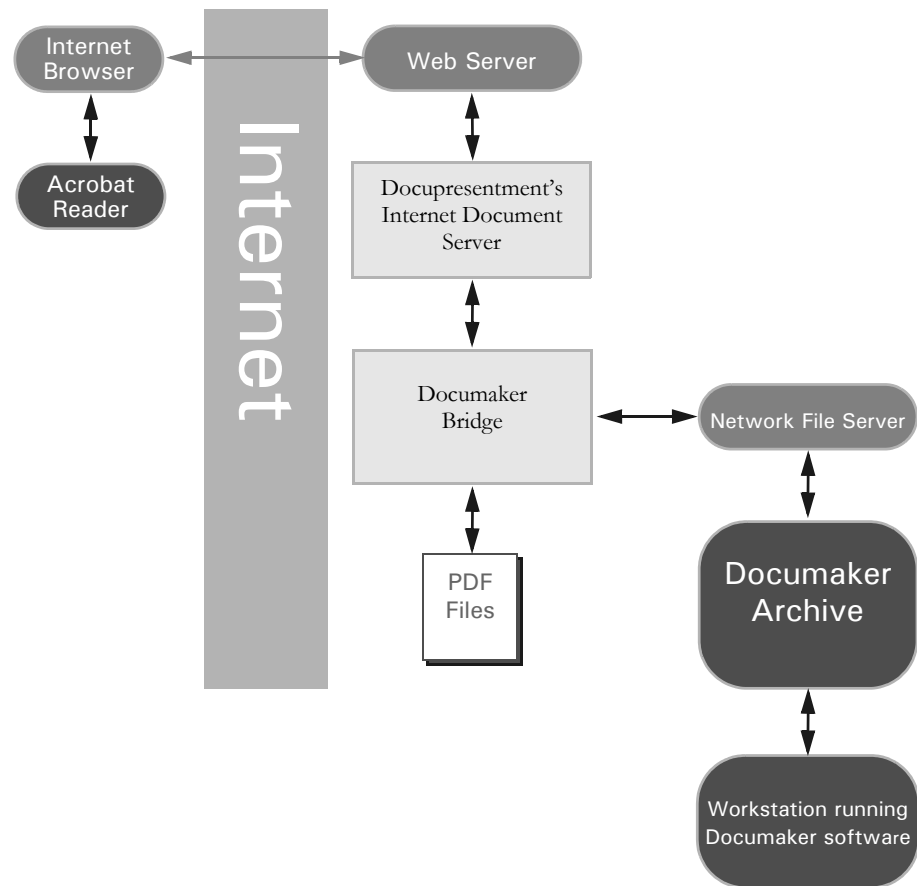 Internet
Browser
Web Server
Acrobat
Reader
Internet
Docupresentment's
Internet Document
Server
Documaker
Bridge
Network File Server
PDF
Files
Documaker
Archive
Workstation running
Documaker software